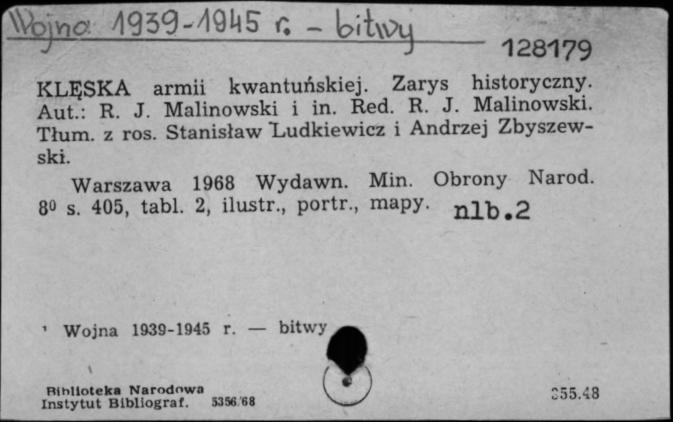 Wojna 1939-1945 r. - bitwy
128179
KLĘSKA armii kwantuńskiej. Zarys historyczny.
Aut.: R. J. Malinowski i in. Red. R. J. Malinowski.
Tłum. z ros. Stanisław Ludkiewicz i Andrzej Zbyszew-
ski.
Warszawa 1968 Wydawn. Min. Obrony Narod.
8⁰ s. 405, tabl. 2, ilustr., portr., mapy. nlb.2
Wojna 1939-1945 r. — bitwy
Biblioteka Narodowa
Instytut Bibliograf. 5356/68
355.48